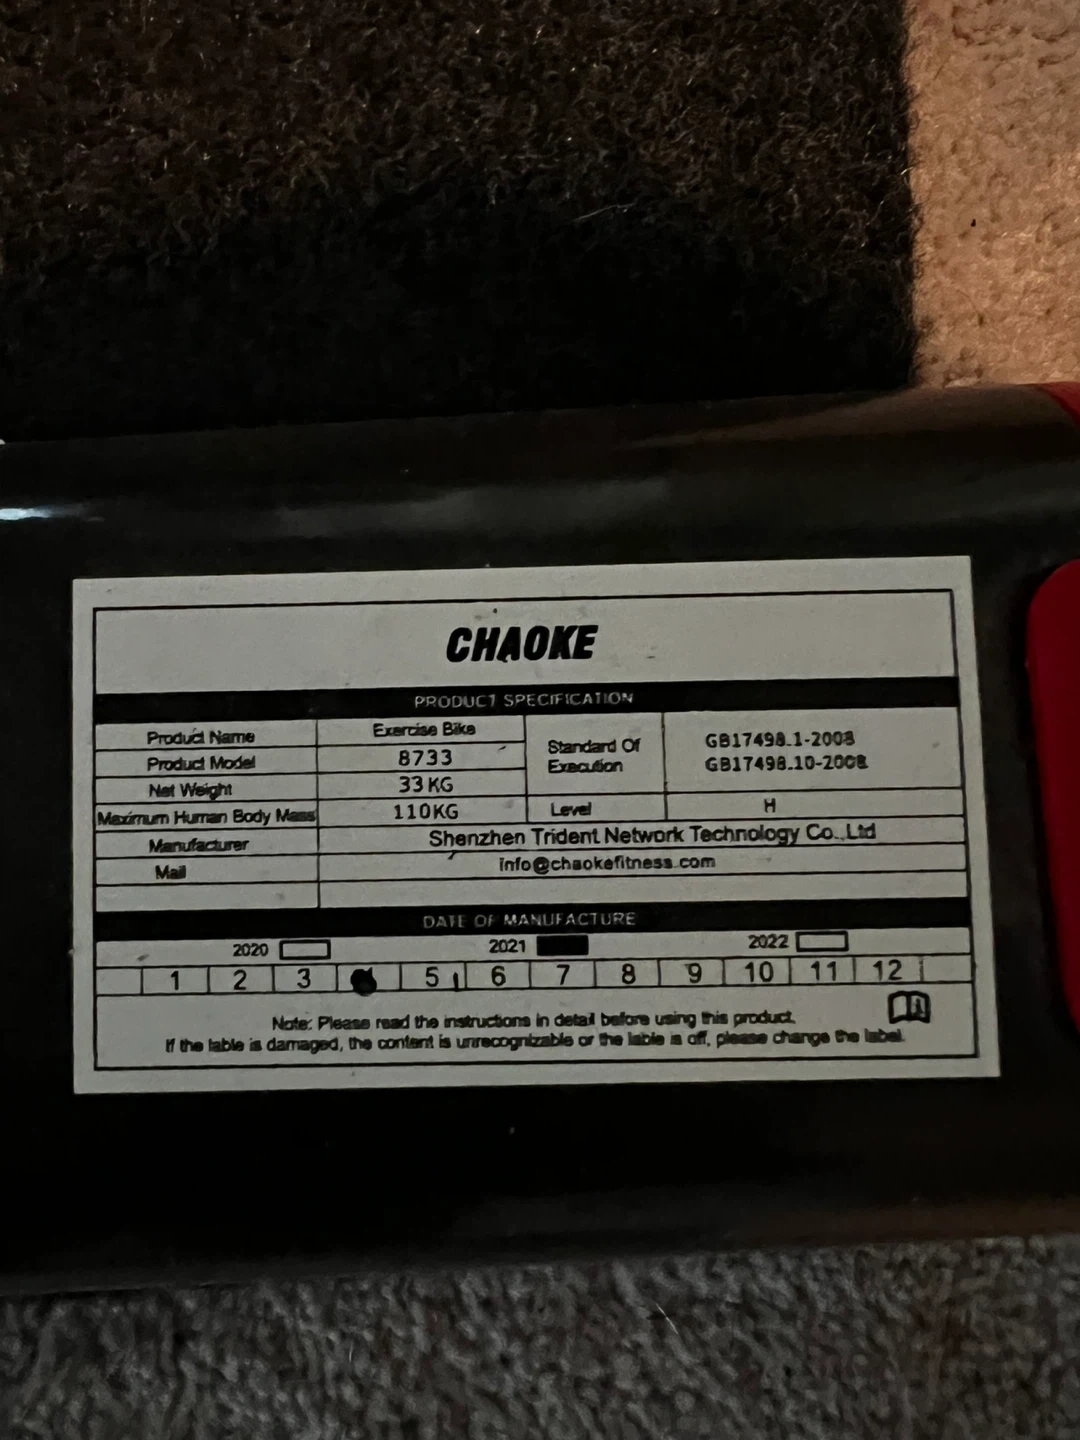 CHAOKE
PRODUCT SPECIFICATION
Product Name Exercise Bike
Product Model 8733
Standard Of Execution GB17498.1-2008 GB17498.10-2008
Net Weight 33KG
Maximum Human Body Mass 110KG Level H
Manufacturer Shenzhen Trident Network Technology Co.,Ltd
Mail info@chaokefitness.com
DATE OF MANUFACTURE
2020 2021 2022
1 2 3 5 6 7 8 9 10 11 12
Note: Please read the instructions in detail before using this product.
If the lable is damaged, the content is unrecognizable or the lable is off, please change the label.